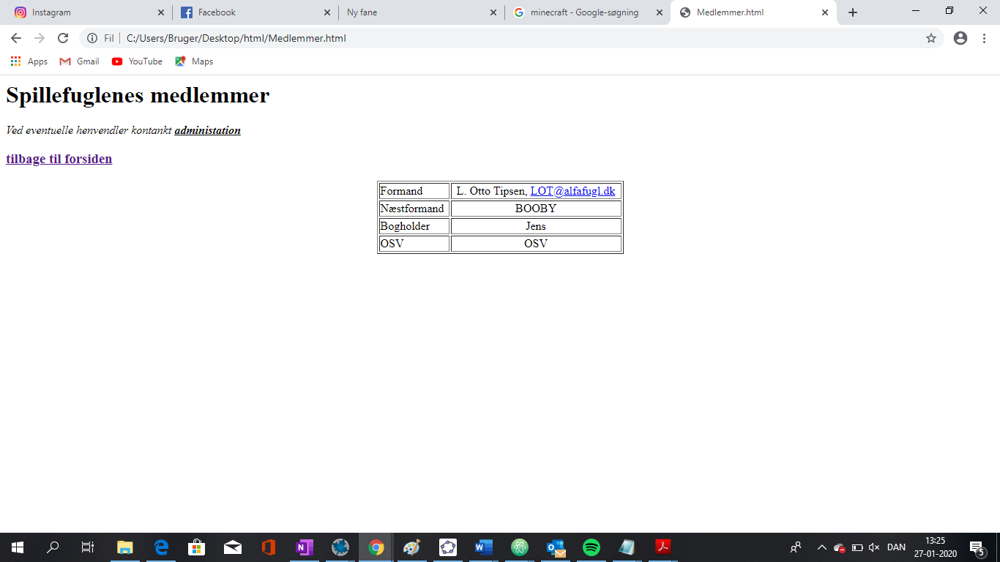 Instagram
Facebook
Ny fane
minecraft - Google-søgning
Medlemmer.html
Fil
C:/Users/Bruger/Desktop/html/Medlemmer.html
Apps
Gmail
YouTube
Maps
Spillefuglenes medlemmer
Ved eventuelle henvendler kontankt administation
tilbage til forsiden
Formand L. Otto Tipsen, LOT@alfafugl.dk
Næstformand BOOBY
Bogholder Jens
OSV OSV
DAN
13:25
27-01-2020
5